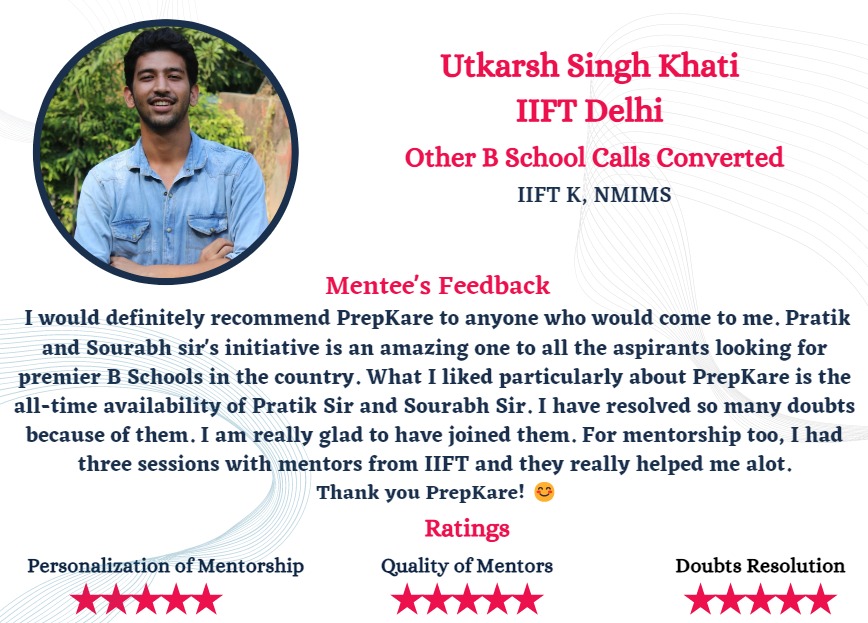 Utkarsh Singh Khati
IIFT Delhi
Other B School Calls Converted
IIFT K, NMIMS
Mentee's Feedback
I would definitely recommend PrepKare to anyone who would come to me. Pratik
and Sourabh sir's initiative is an amazing one to all the aspirants looking for
premier B Schools in the country. What I liked particularly about PrepKare is the
all-time availability of Pratik Sir and Sourabh Sir. I have resolved so many doubts
because of them. I am really glad to have joined them. For mentorship too, I had
three sessions with mentors from IIFT and they really helped me alot.
Thank you PrepKare! 😊
Ratings
Personalization of Mentorship
Quality of Mentors
Doubts Resolution